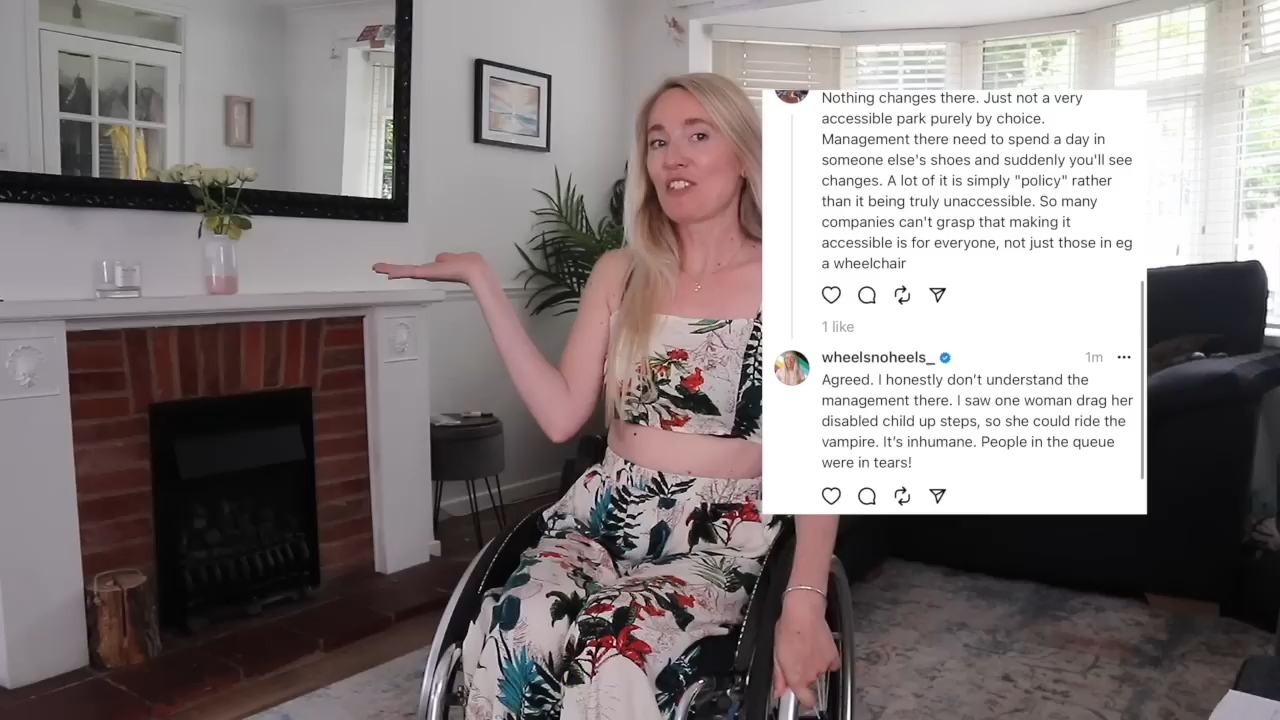 Nothing changes there. Just not a very
accessible park purely by choice.
Management there need to spend a day in
someone else's shoes and suddenly you'll see
changes. A lot of it is simply "policy" rather
than it being truly unaccessible. So many
companies can't grasp that making it
accessible is for everyone, not just those in eg
a wheelchair
1 like
wheelsnoheels_ 1m
Agreed. I honestly don’t understand the
management there. I saw one woman drag her
disabled child up steps, so she could ride the
vampire. It’s inhumane. People in the queue
were in tears!